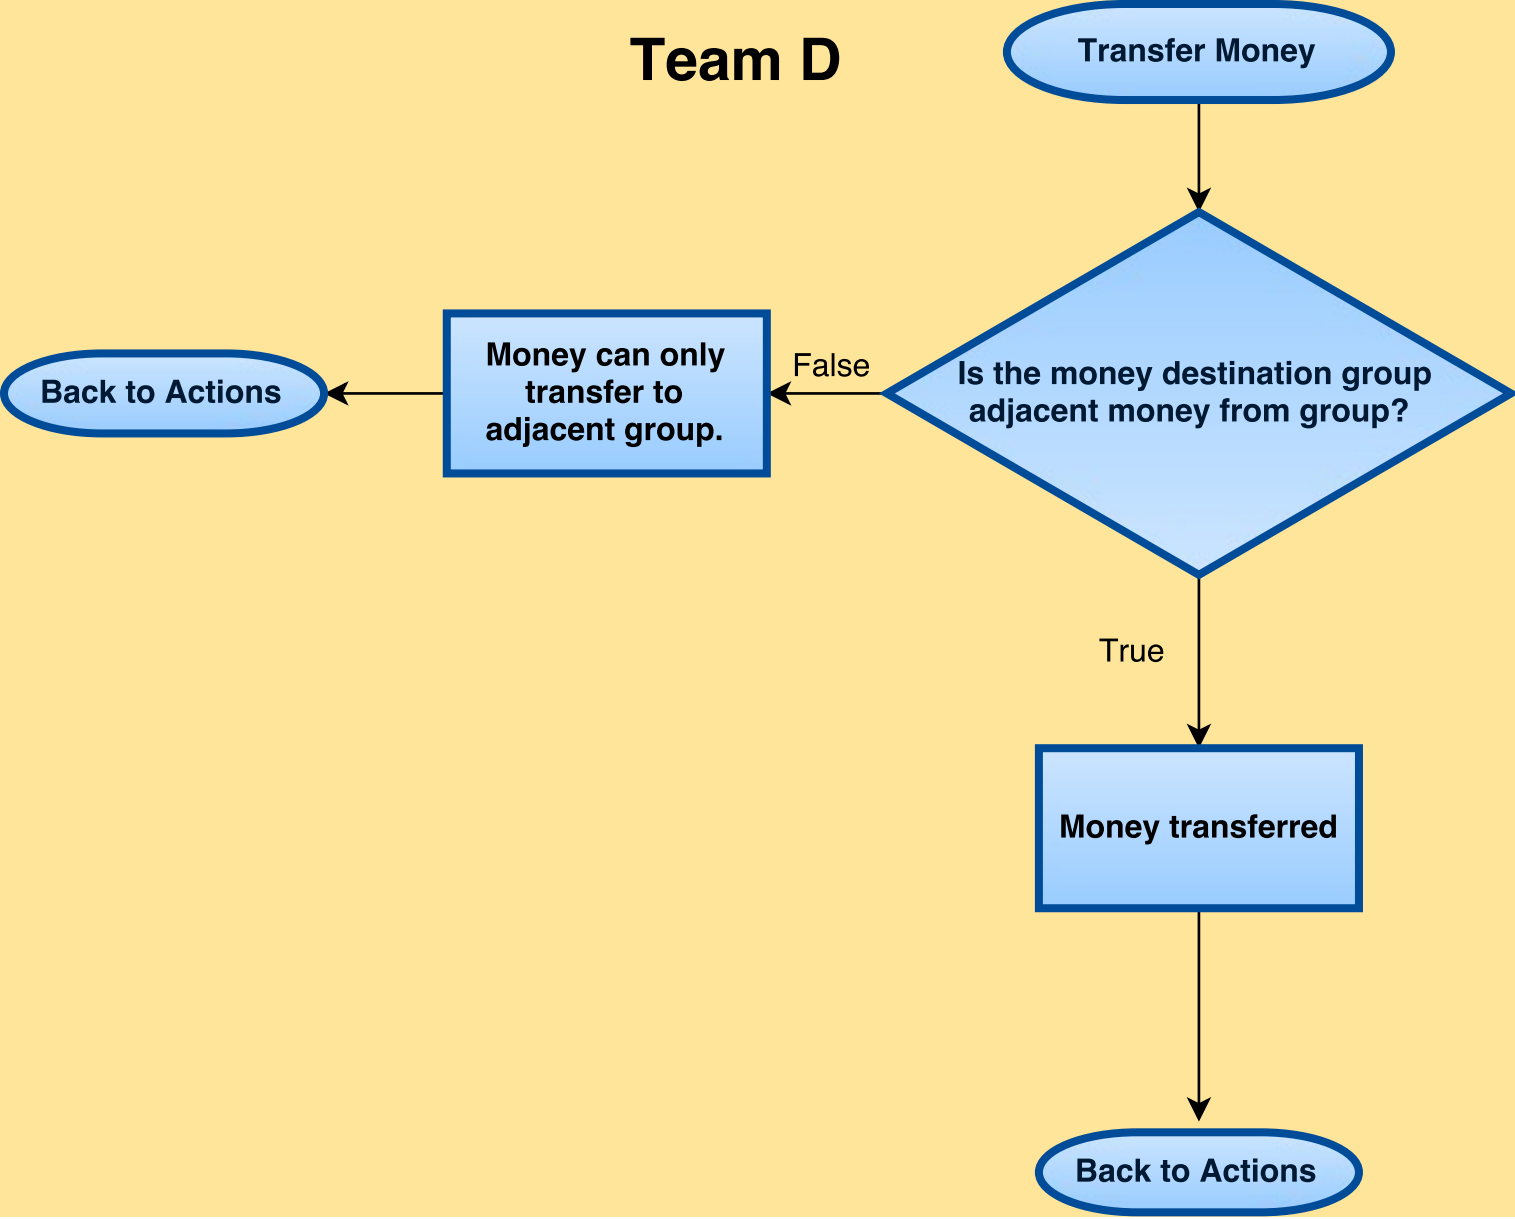 Team D
Transfer Money
Is the money destination group
adjacent money from group?
False
Money can only
transfer to
adjacent group.
Back to Actions
True
Money transferred
Back to Actions